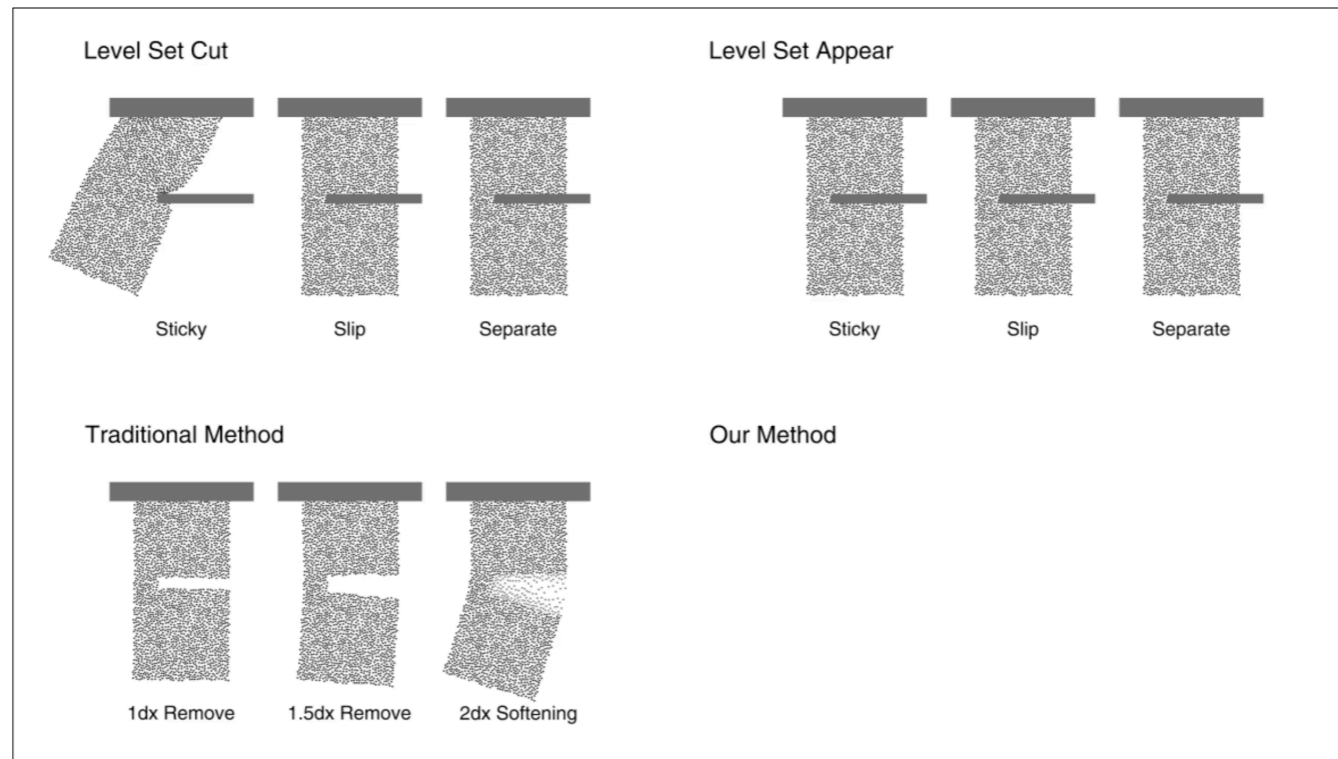 Level Set Cut
Level Set Appear
Sticky
Slip
Separate
Sticky
Slip
Separate
Traditional Method
Our Method
1dx Remove
1.5dx Remove
2dx Softening